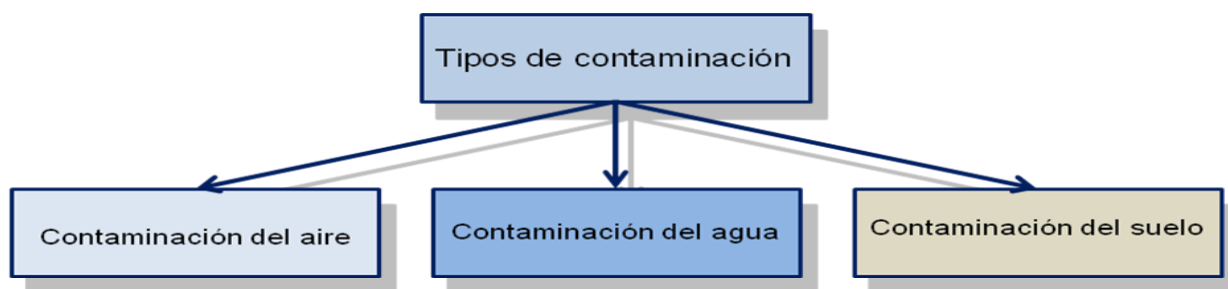 Tipos de contaminación
Contaminación del aire
Contaminación del agua
Contaminación del suelo